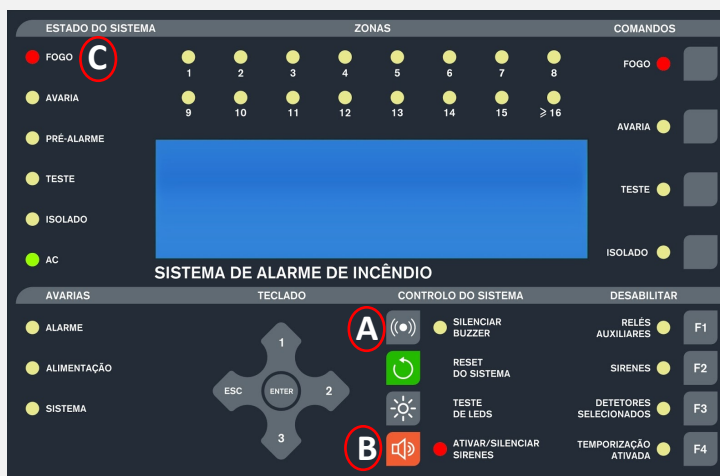 ESTADO DO SISTEMA
ZONAS
COMANDOS
FOGO
C
1 2 3 4 5 6 7 8
FOGO
AVARIA
9 10 11 12 13 14 15 ⩾ 16
AVARIA
PRÉ-ALARME
TESTE
TESTE
ISOLADO
ISOLADO
AC
SISTEMA DE ALARME DE INCÊNDIO
AVARIAS
TECLADO
CONTROLO DO SISTEMA
DESABILITAR
ALARME
ALIMENTAÇÃO
SISTEMA
1
ESC
ENTER
2
3
A
SILENCIAR
BUZZER
RESET
DO SISTEMA
TESTE
DE LEDS
B
ATIVAR/SILENCIAR
SIRENES
RELÉS
AUXILIARES
F1
SIRENES
F2
DETETORES
SELECIONADOS
F3
TEMPORIZAÇÃO
ATIVADA
F4